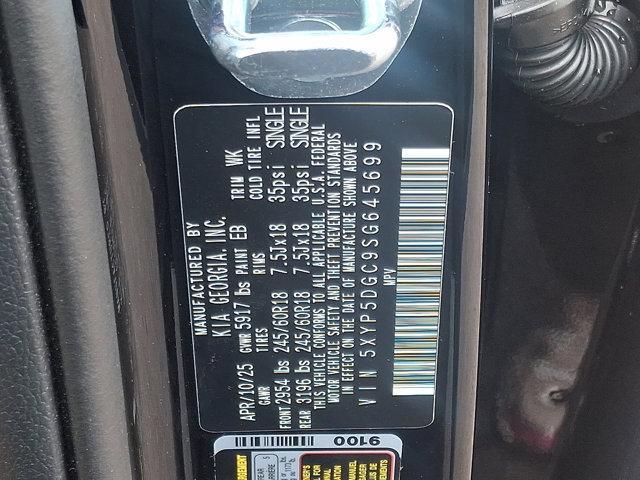 MANUFACTURED BY
KIA GEORGIA, INC.
APR/10/25 GVWR 5917 lbs PAINT EB TRIM WK
GAWR TIRES RIMS COLD TIRE INFL
FRONT 2954 lbs 245/60R18 7.5Jx18 35psi SINGLE
REAR 3196 lbs 245/60R18 7.5Jx18 35psi SINGLE
THIS VEHICLE CONFORMS TO ALL APPLICABLE U.S.A. FEDERAL
MOTOR VEHICLE SAFETY AND THEFT PREVENTION STANDARDS
IN EFFECT ON THE DATE OF MANUFACTURE SHOWN ABOVE
VIN 5XYP5DGC9SG645699
MPV
9100